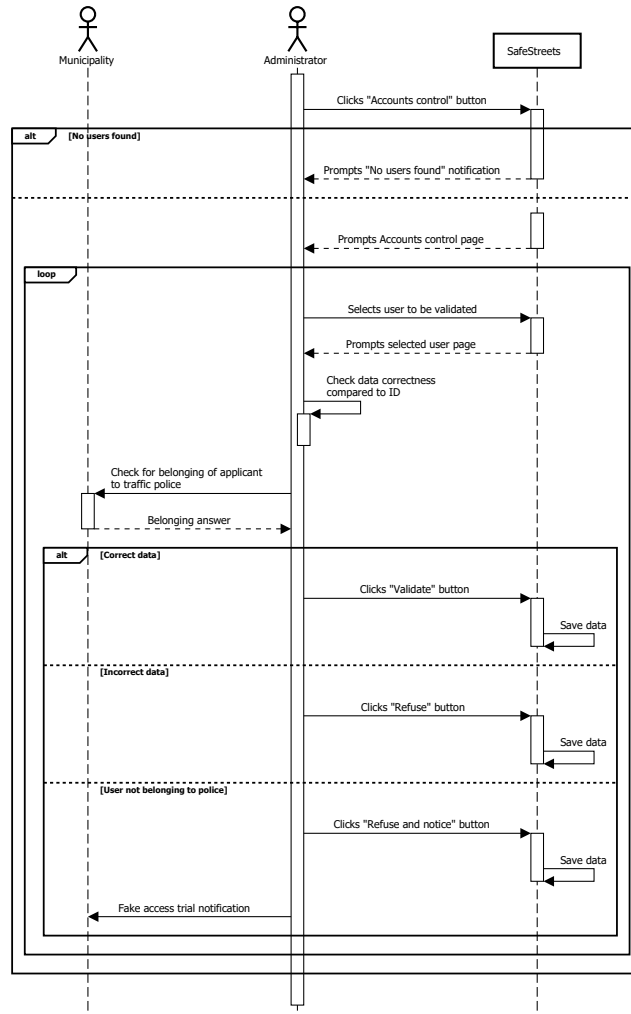 Municipality
Administrator
SafeStreets
Clicks "Accounts control" button
alt
[No users found]
Prompts "No users found" notification
Prompts Accounts control page
loop
Selects user to be validated
Prompts selected user page
Check data correctness
compared to ID
Check for belonging of applicant
to traffic police
Belonging answer
alt
[Correct data]
Clicks "Validate" button
Save data
[Incorrect data]
Clicks "Refuse" button
Save data
[User not belonging to police]
Clicks "Refuse and notice" button
Save data
Fake access trial notification